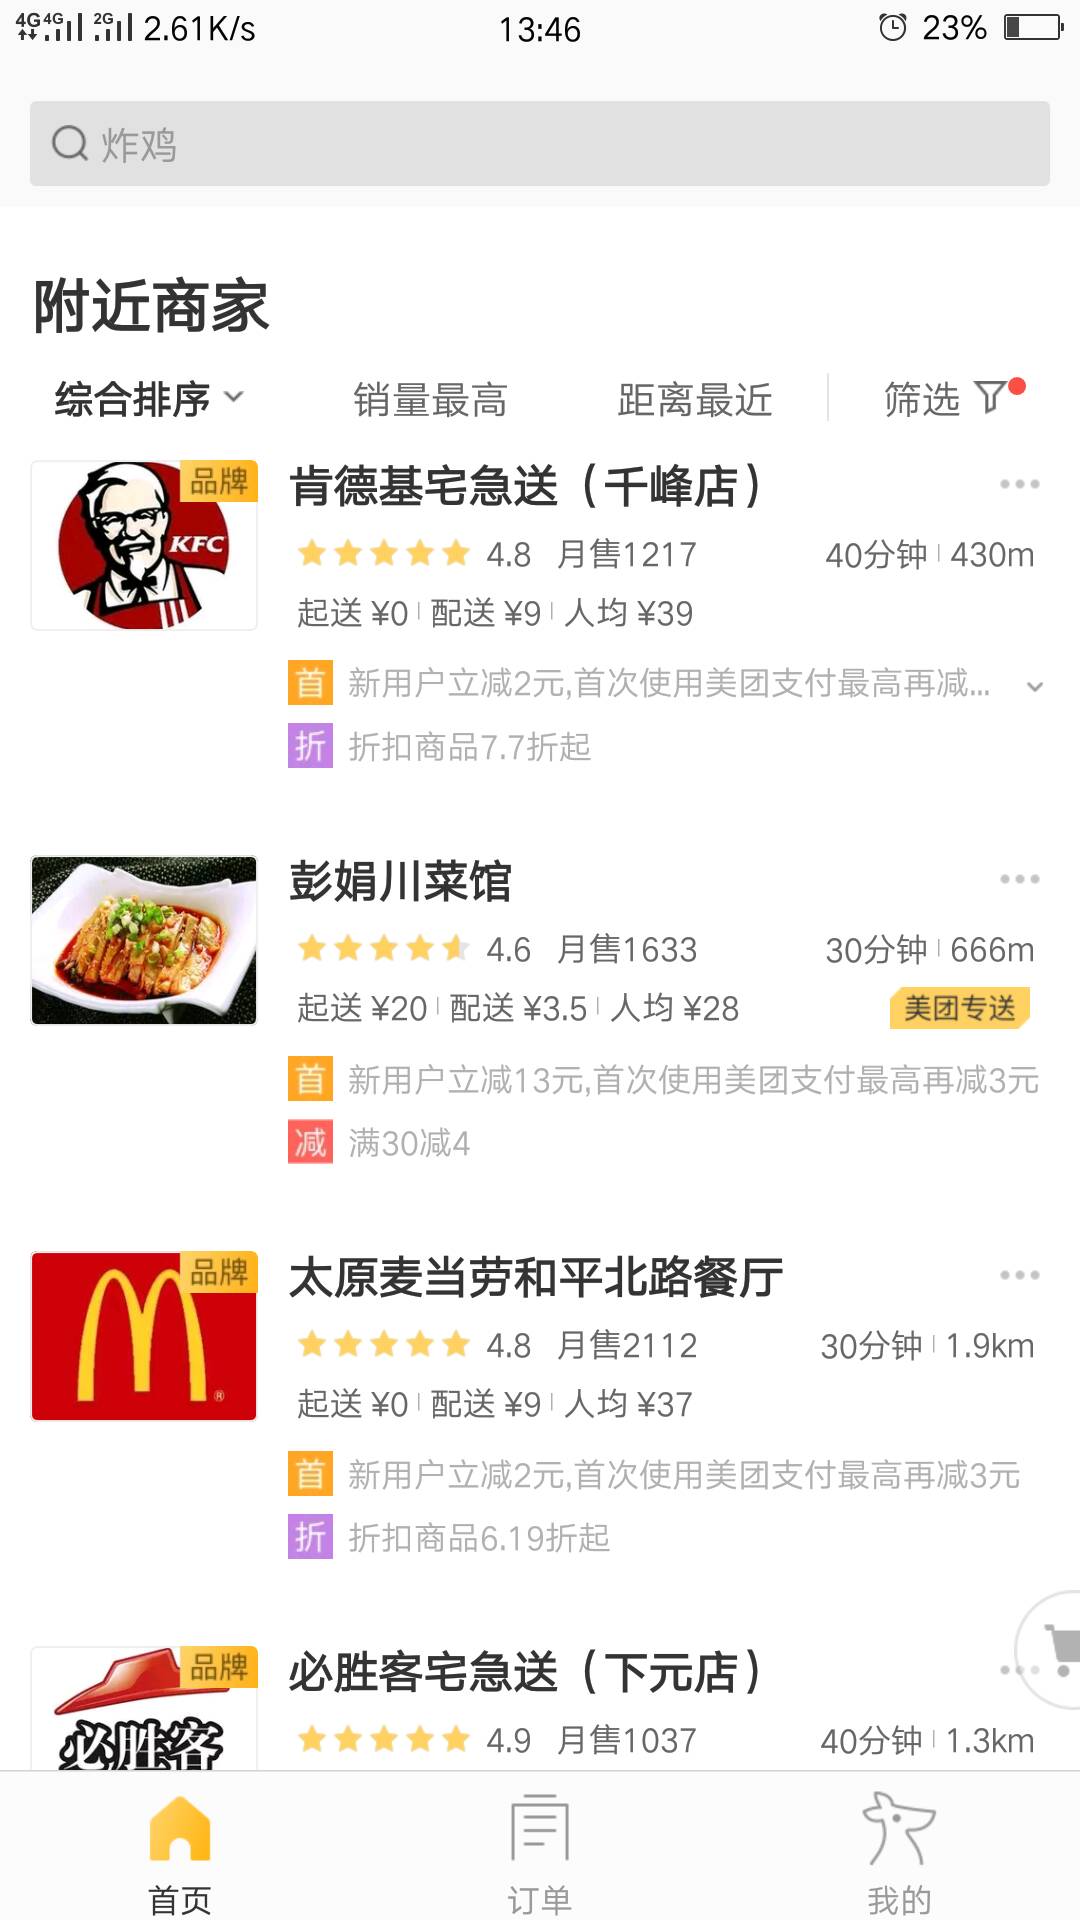 4G 4G 2G 2.61K/s 13:46 23%
炸鸡
附近商家
综合排序 销量最高 距离最近 筛选
品牌 KFC 肯德基宅急送（千峰店）
4.8 月售1217 40分钟 430m
起送 ¥0 配送 ¥9 人均 ¥39
首 新用户立减2元,首次使用美团支付最高再减...
折 折扣商品7.7折起
彭娟川菜馆
4.6 月售1633 30分钟 666m
起送 ¥20 配送 ¥3.5 人均 ¥28 美团专送
首 新用户立减13元,首次使用美团支付最高再减3元
减 满30减4
品牌 太原麦当劳和平北路餐厅
4.8 月售2112 30分钟 1.9km
起送 ¥0 配送 ¥9 人均 ¥37
首 新用户立减2元,首次使用美团支付最高再减3元
折 折扣商品6.19折起
品牌 必胜客宅急送（下元店）
必胜客 4.9 月售1037 40分钟 1.3km
首页 订单 我的